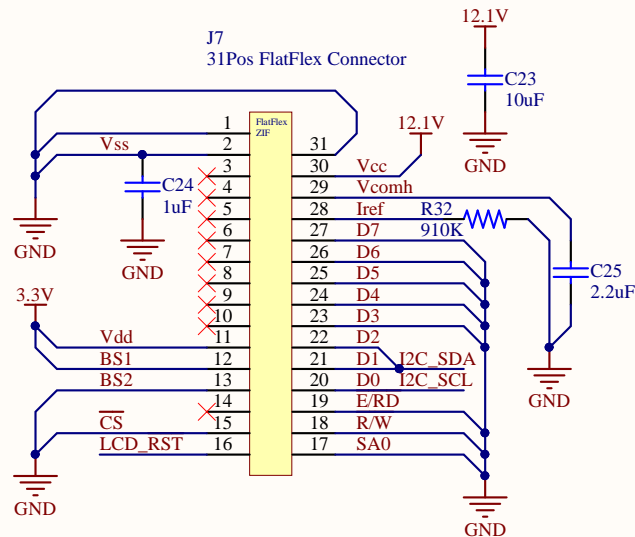 12.1V
J7
31Pos FlatFlex Connector
C23
10uF
GND
FlatFlex
ZIF
12.1V
1
31
Vss
2
30
Vcc
3
29
Vcomh
C24
1uF
4
28
Iref
R32
910K
5
27
D7
6
26
D6
GND
7
25
D5
C25
2.2uF
8
24
D4
3.3V
9
23
D3
10
22
D2
Vdd
11
21
D1
I2C_SDA
BS1
12
20
D0
I2C_SCL
GND
BS2
13
19
E/RD
14
18
R/W
CS
15
17
SA0
LCD_RST
16
GND
GND
GND